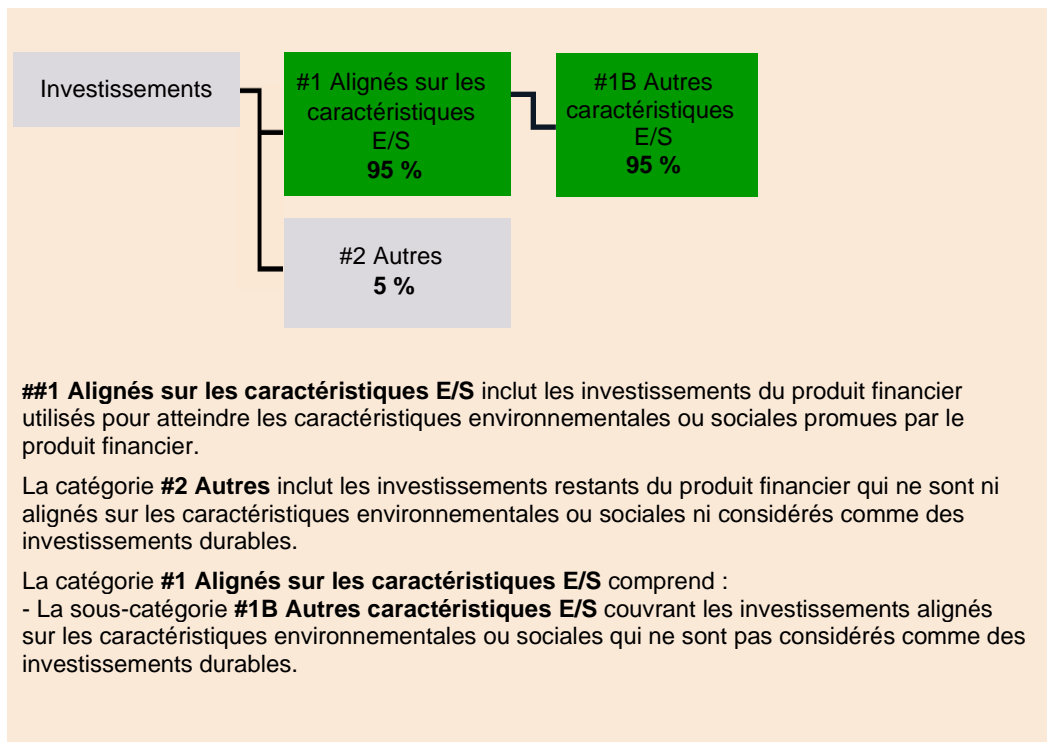 Investissements
#1 Alignés sur les
caractéristiques
E/S
95 %
#1B Autres
caractéristiques
E/S
95 %
#2 Autres
5 %
##1 Alignés sur les caractéristiques E/S inclut les investissements du produit financier
utilisés pour atteindre les caractéristiques environnementales ou sociales promues par le
produit financier.
La catégorie #2 Autres inclut les investissements restants du produit financier qui ne sont ni
alignés sur les caractéristiques environnementales ou sociales ni considérés comme des
investissements durables.
La catégorie #1 Alignés sur les caractéristiques E/S comprend :
- La sous-catégorie #1B Autres caractéristiques E/S couvrant les investissements alignés
sur les caractéristiques environnementales ou sociales qui ne sont pas considérés comme des
investissements durables.